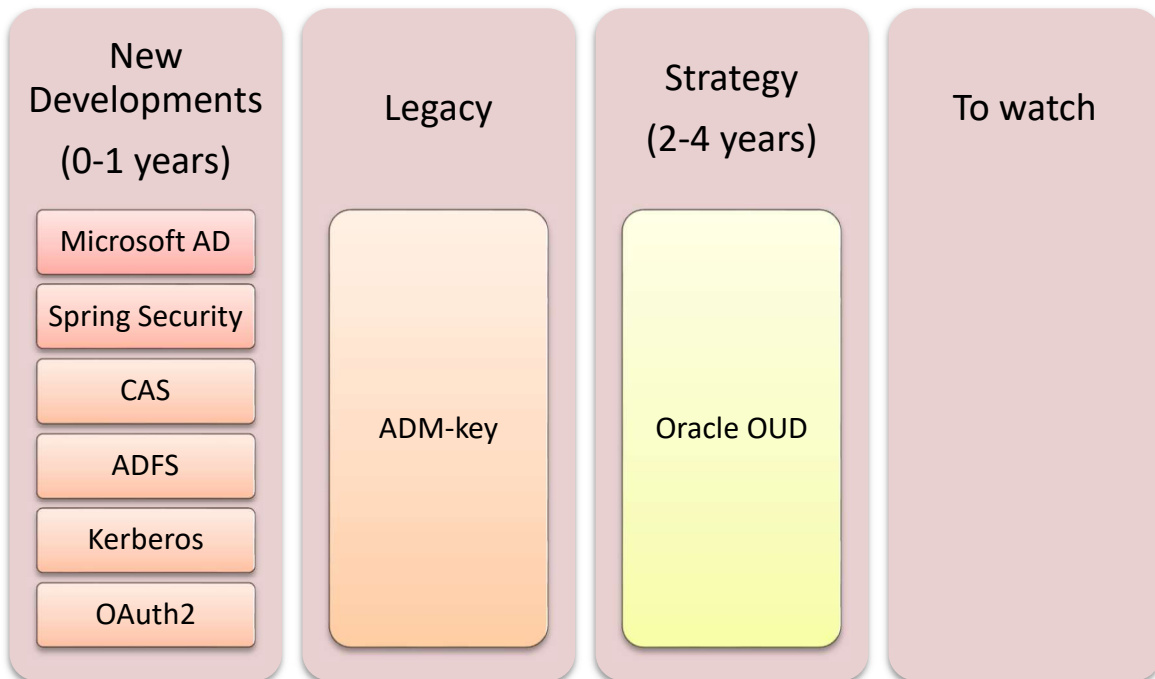 New
Developments
(0-1 years)
Microsoft AD
Spring Security
CAS
ADFS
Kerberos
OAuth2
Legacy
ADM-key
Strategy
(2-4 years)
Oracle OUD
To watch